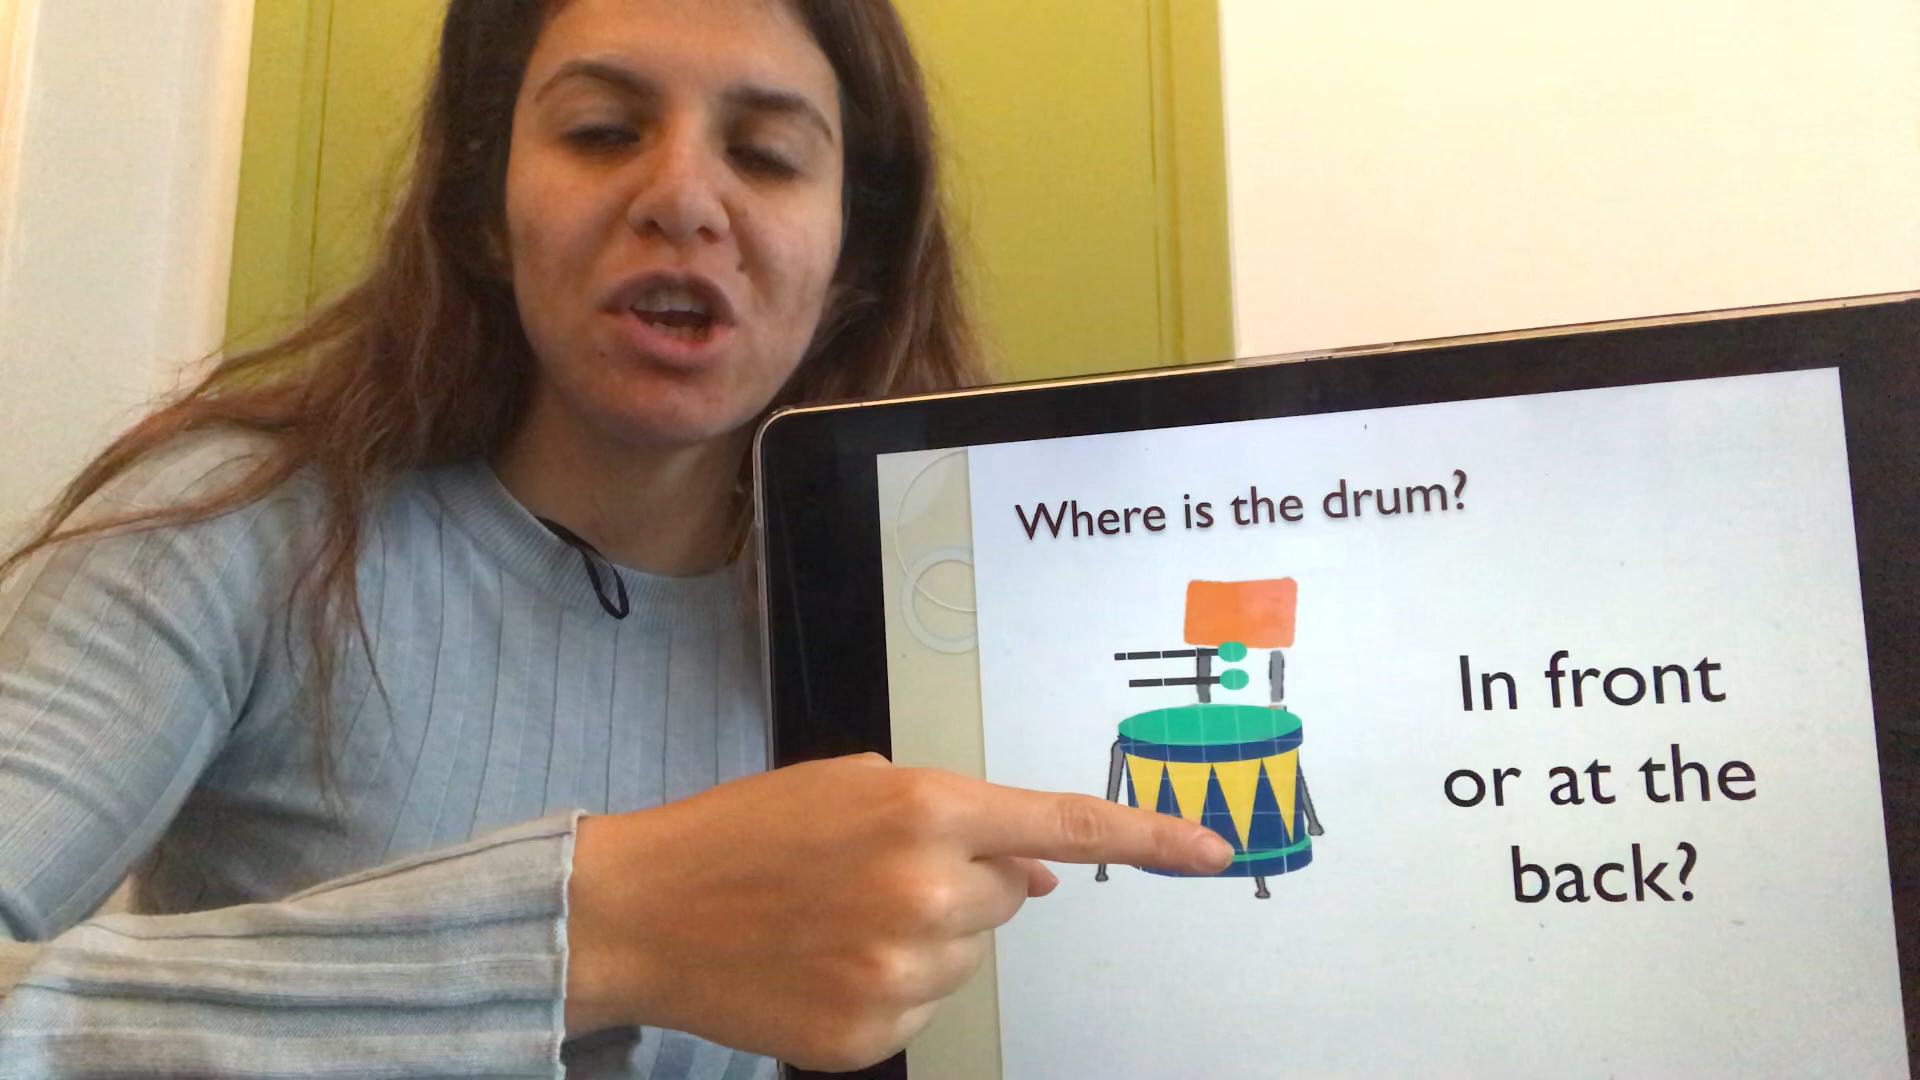 Where is the drum?
In front
or at the
back?